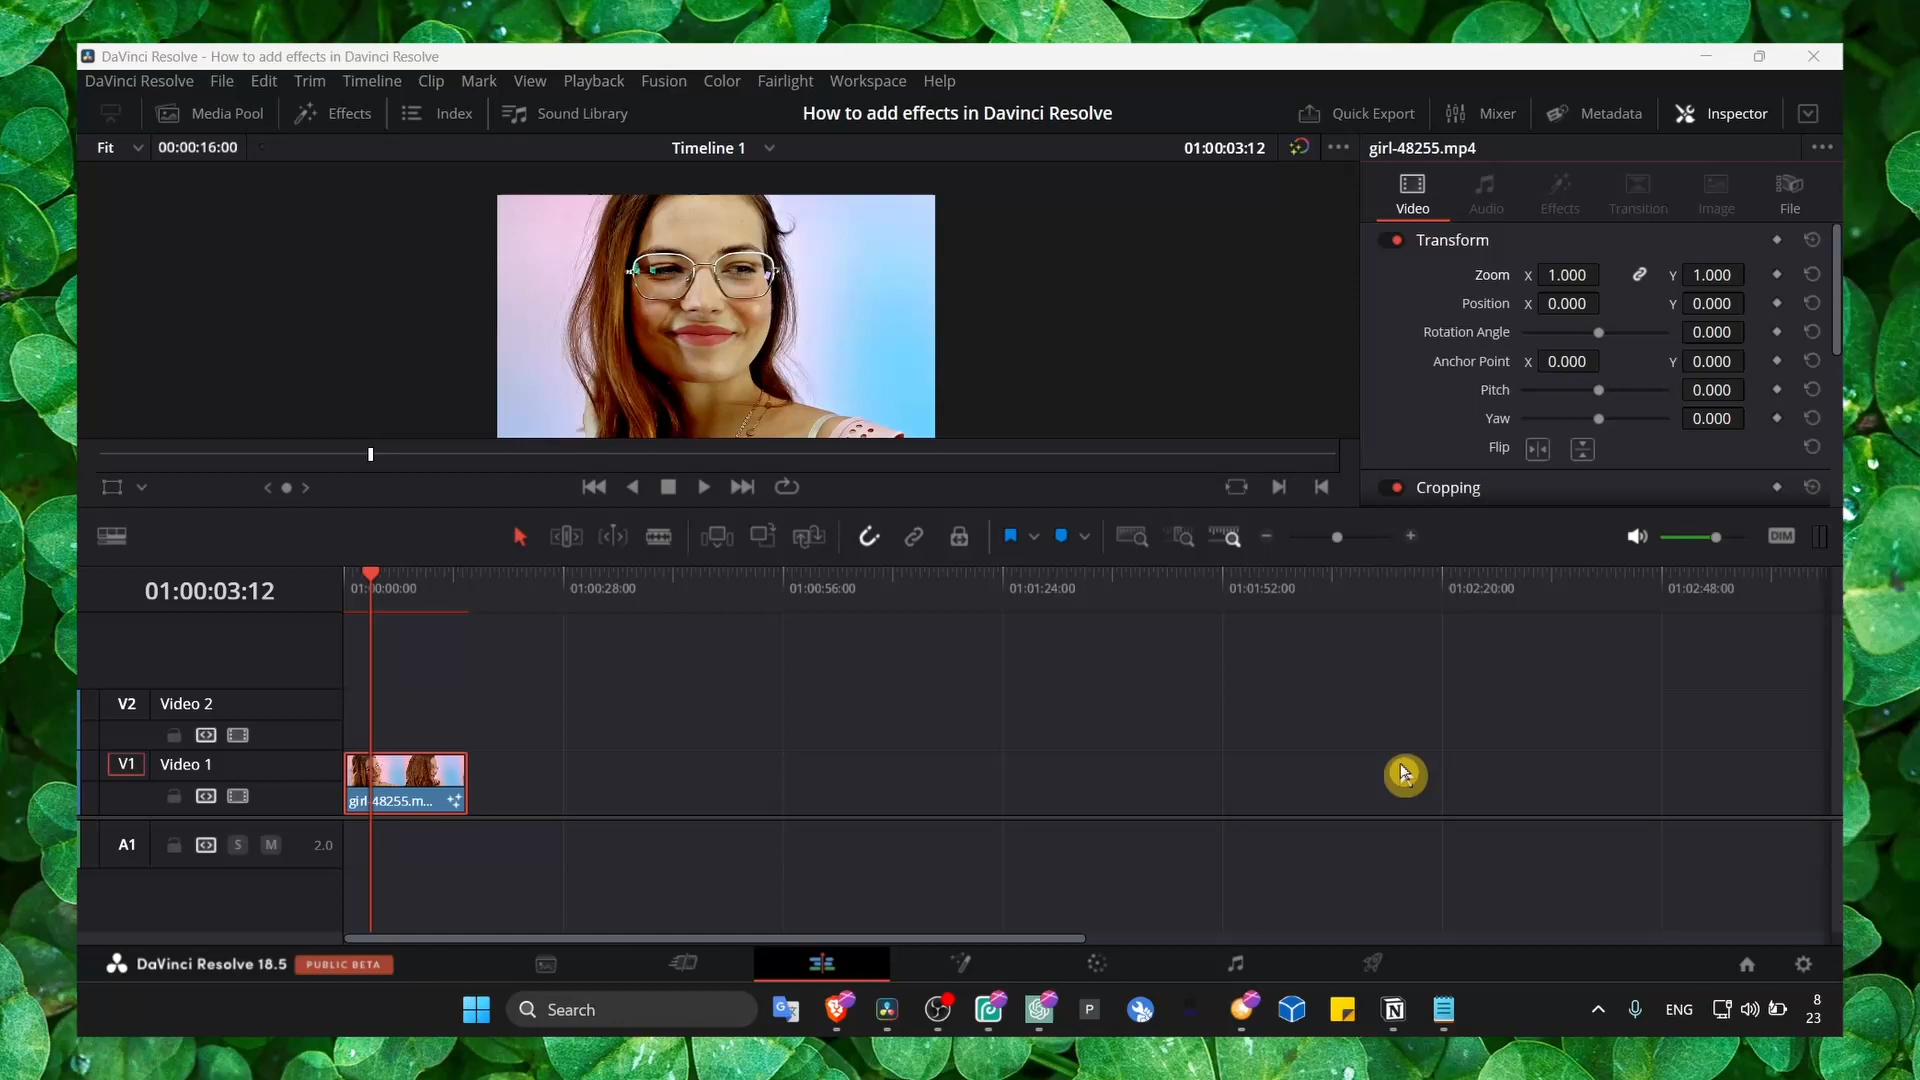 DaVinci Resolve - How to add effects in Davinci Resolve
DaVinci Resolve File Edit Trim Timeline Clip Mark View Playback Fusion Color Fairlight Workspace Help
Media Pool Effects Index Sound Library How to add effects in Davinci Resolve Quick Export Mixer Metadata Inspector
Fit 00:00:16:00 Timeline 1 01:00:03:12 girl-48255.mp4
Video Audio Effects Transition Image File
Transform
Zoom X 1.000 Y 1.000
Position X 0.000 Y 0.000
Rotation Angle 0.000
Anchor Point X 0.000 Y 0.000
Pitch 0.000
Yaw 0.000
Flip
Cropping
DIM
01:00:03:12
01:00:00:00 01:00:28:00 01:00:56:00 01:01:24:00 01:01:52:00 01:02:20:00 01:02:48:00
V2 Video 2
V1 Video 1
girl-48255.m...
A1 S M 2.0
DaVinci Resolve 18.5 PUBLIC BETA
Search
P
ENG
8
23